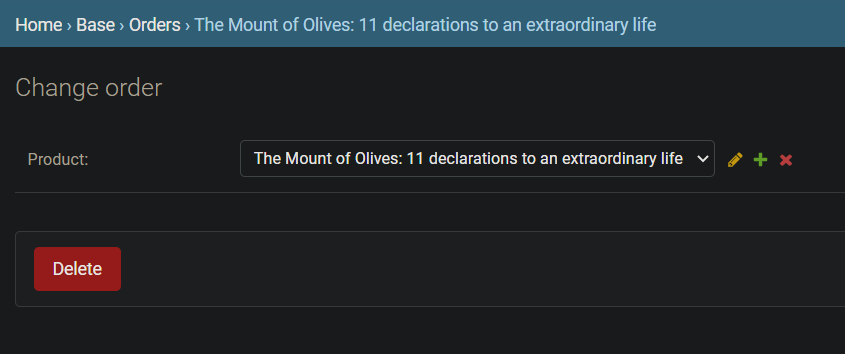 Home › Base › Orders › The Mount of Olives: 11 declarations to an extraordinary life
Change order
Product: The Mount of Olives: 11 declarations to an extraordinary life
Delete